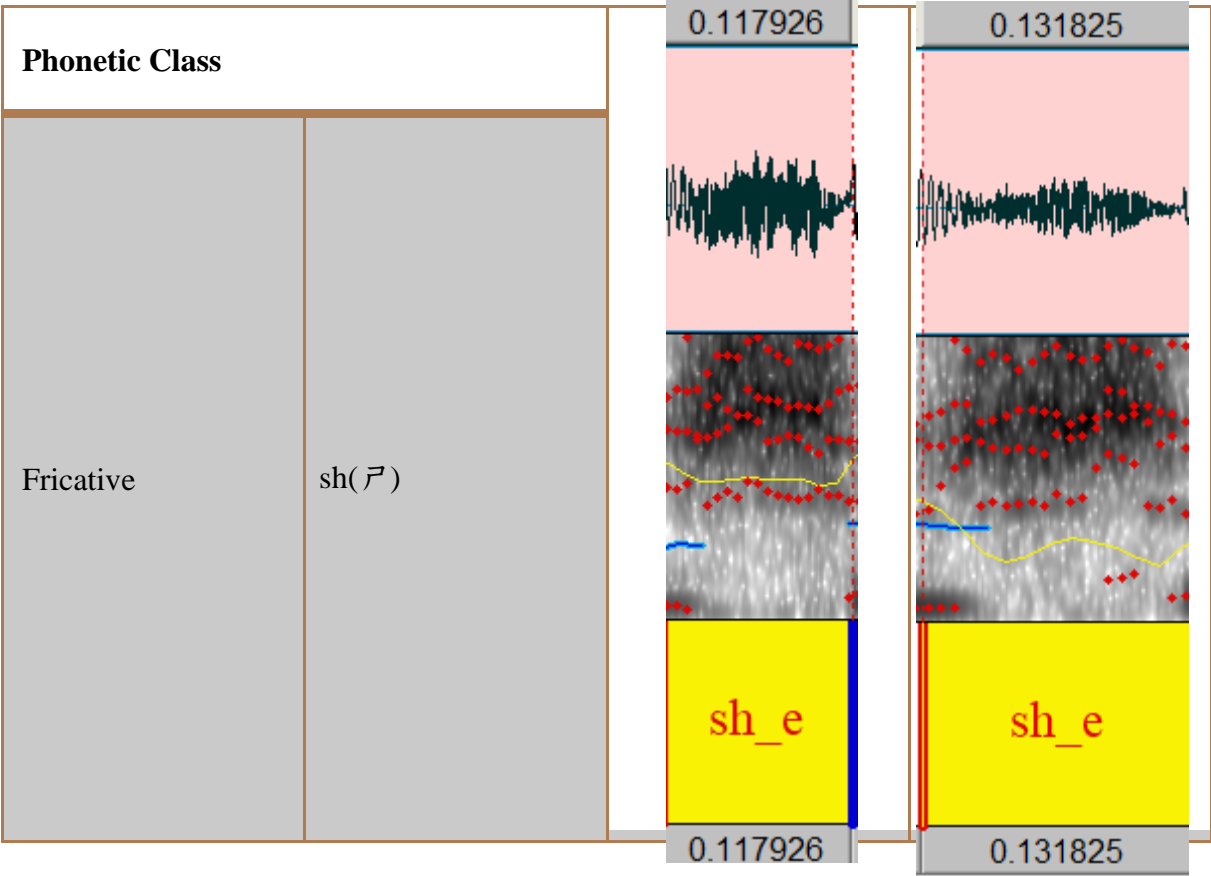 0.117926
0.131825
Phonetic Class
Fricative
sh(ㄕ)
sh_e
sh_e
0.117926
0.131825